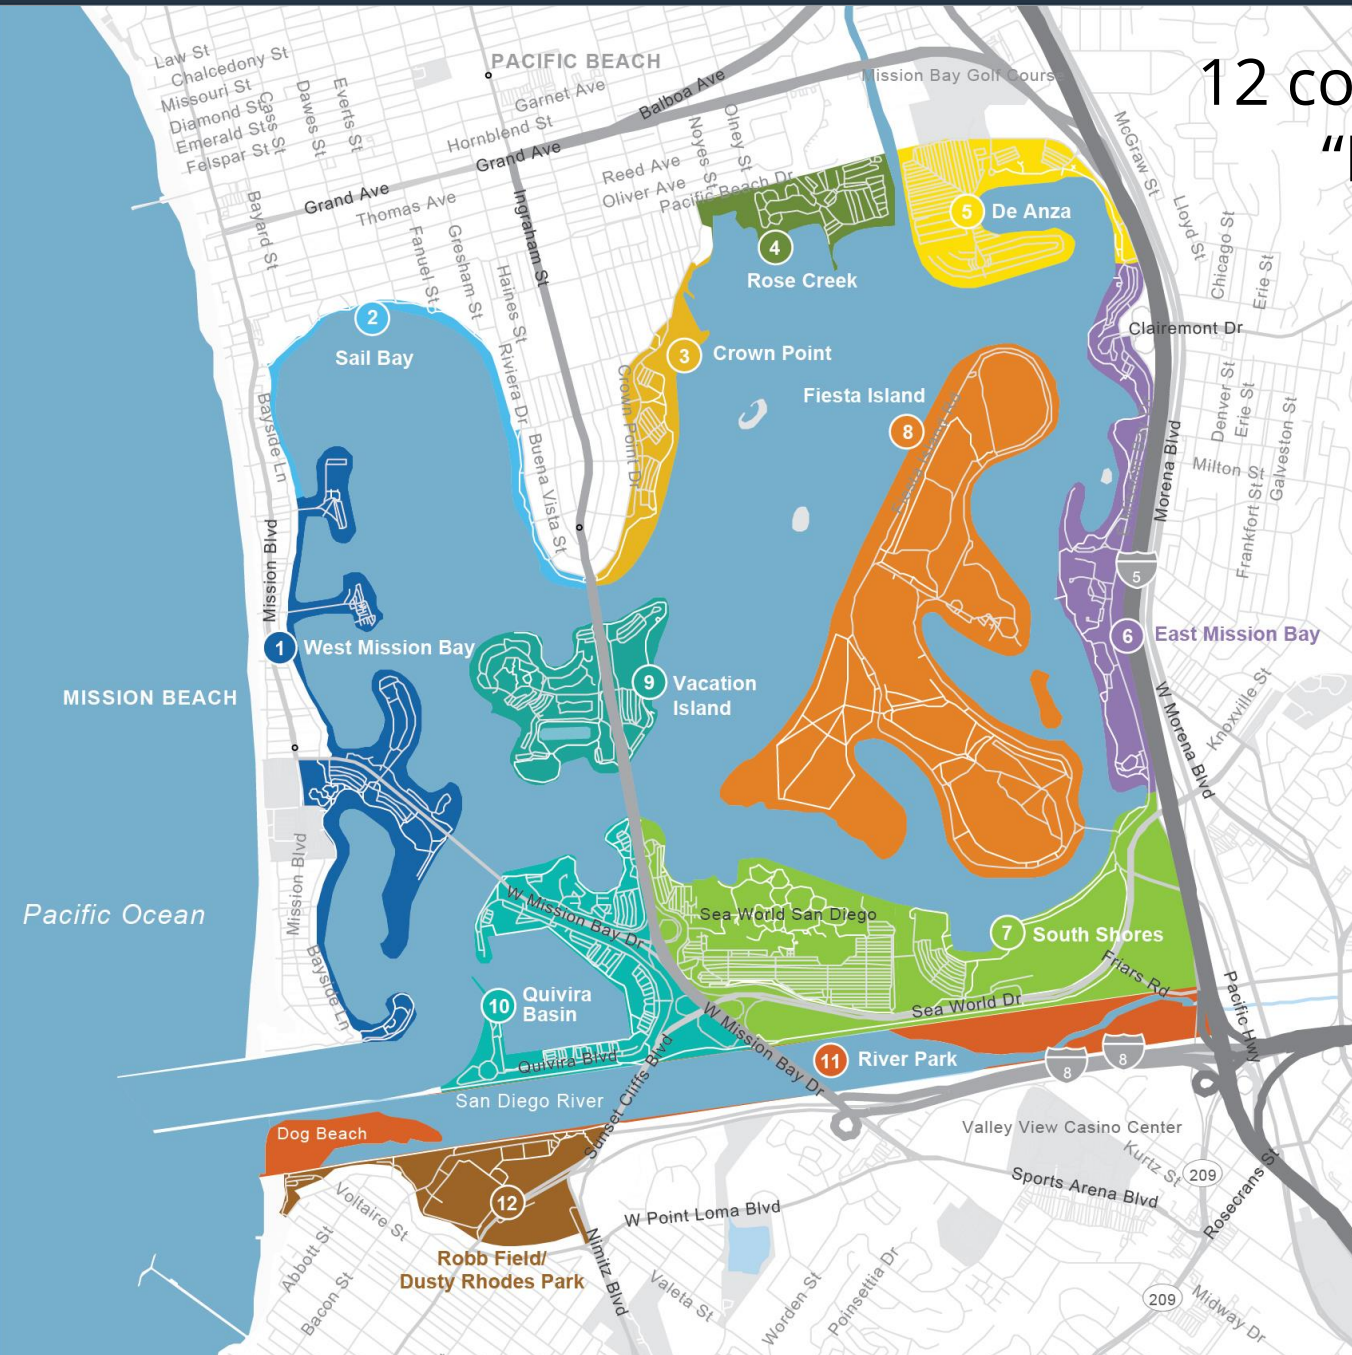 12 co
“
PACIFIC BEACH
Law St
Chalcedony St
Missouri St
Diamond St
Emerald St
Felspar St
Cass St
Dawes St
Everts St
Garnet Ave
Balboa Ave
Mission Bay Golf Course
Hornblend St
Grand Ave
Grand Ave
Thomas Ave
Reed Ave
Oliver Ave
Pacific Beach Dr
Noyes St
Olney St
McGraw St
Lloyd St
Chicago St
Erie St
Bayard St
Fanuel St
Gresham St
Haines St
Ingraham St
Riviera Dr
Buena Vista St
Crown Point Dr
5 De Anza
4
Rose Creek
2
Sail Bay
3 Crown Point
Fiesta Island
8
Clairemont Dr
Denver St
Erie St
Galveston St
Milton St
Frankfort St
Morena Blvd
Bayside Ln
Mission Blvd
5
1 West Mission Bay
6 East Mission Bay
9 Vacation
Island
MISSION BEACH
W Morena Blvd
Knoxville St
Mission Blvd
Bayside Ln
Pacific Ocean
W Mission Bay Dr
Sea World San Diego
7 South Shores
Friars Rd
Sea World Dr
Pacific Hwy
10 Quivira
Basin
Quivira Blvd
W Mission Bay Dr
11 River Park
8
8
San Diego River
Sunset Cliffs Blvd
Dog Beach
Valley View Casino Center
Kurtz St
209
Sports Arena Blvd
Rosecrans St
12
Robb Field/
Dusty Rhodes Park
Voltaire St
Abbott St
Bacon St
W Point Loma Blvd
Nimitz Blvd
Valeta St
Worden St
Poinsettia Dr
209
Midway Dr